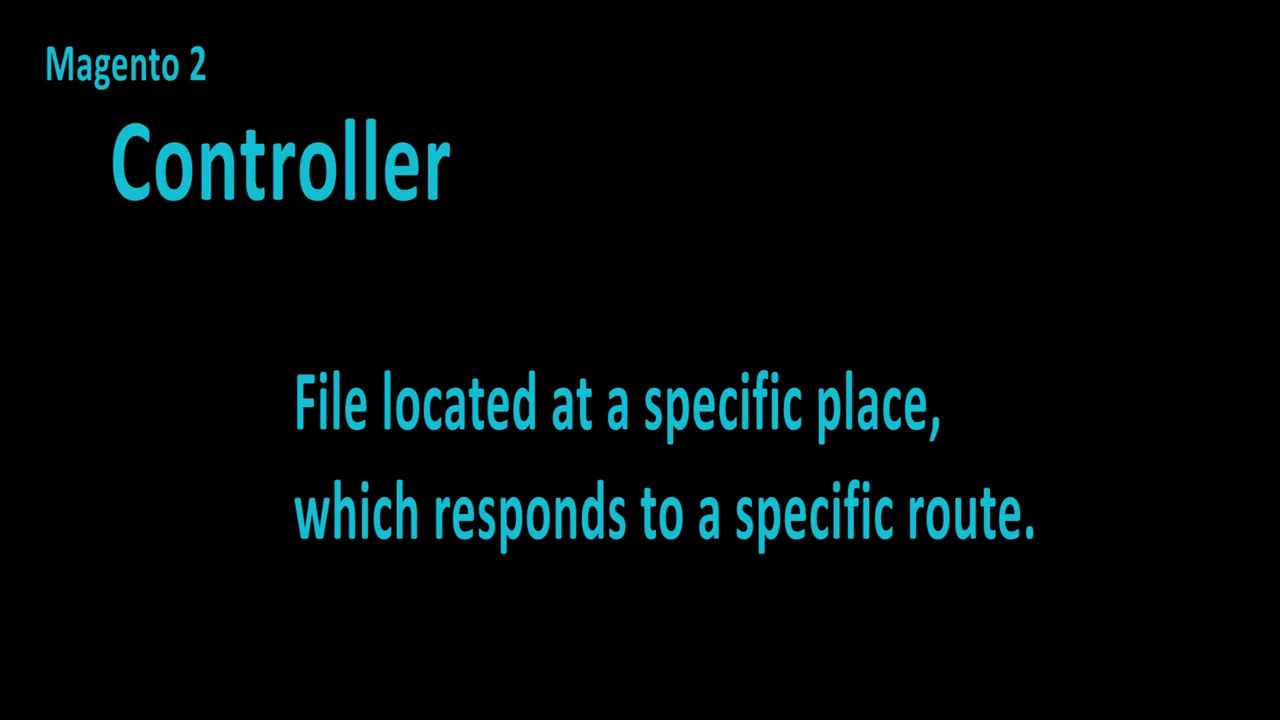 Magento 2
Controller
File located at a specific place,
which responds to a specific route.